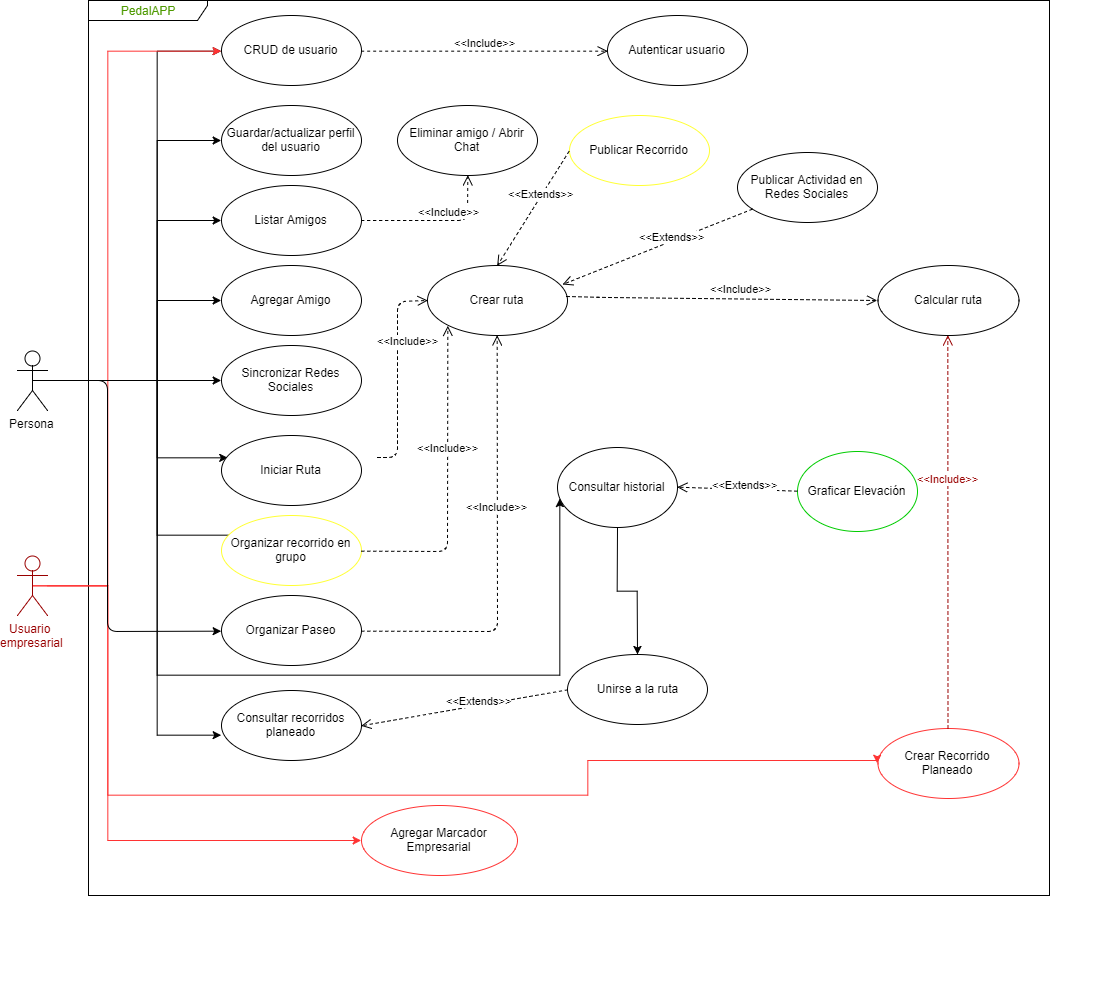 PedalAPP
CRUD de usuario
<<Include>>
Autenticar usuario
Guardar/actualizar perfil
del usuario
Eliminar amigo / Abrir
Chat
Publicar Recorrido
Publicar Actividad en
Redes Sociales
<<Extends>>
<<Include>>
Listar Amigos
<<Extends>>
Agregar Amigo
Crear ruta
<<Include>>
Calcular ruta
<<Include>>
Sincronizar Redes
Sociales
Persona
<<Include>>
Iniciar Ruta
Consultar historial
<<Extends>>
Graficar Elevación
<<Include>>
<<Include>>
Organizar recorrido en
grupo
Usuario
empresarial
Organizar Paseo
Unirse a la ruta
<<Extends>>
Consultar recorridos
planeado
Crear Recorrido
Planeado
Agregar Marcador
Empresarial